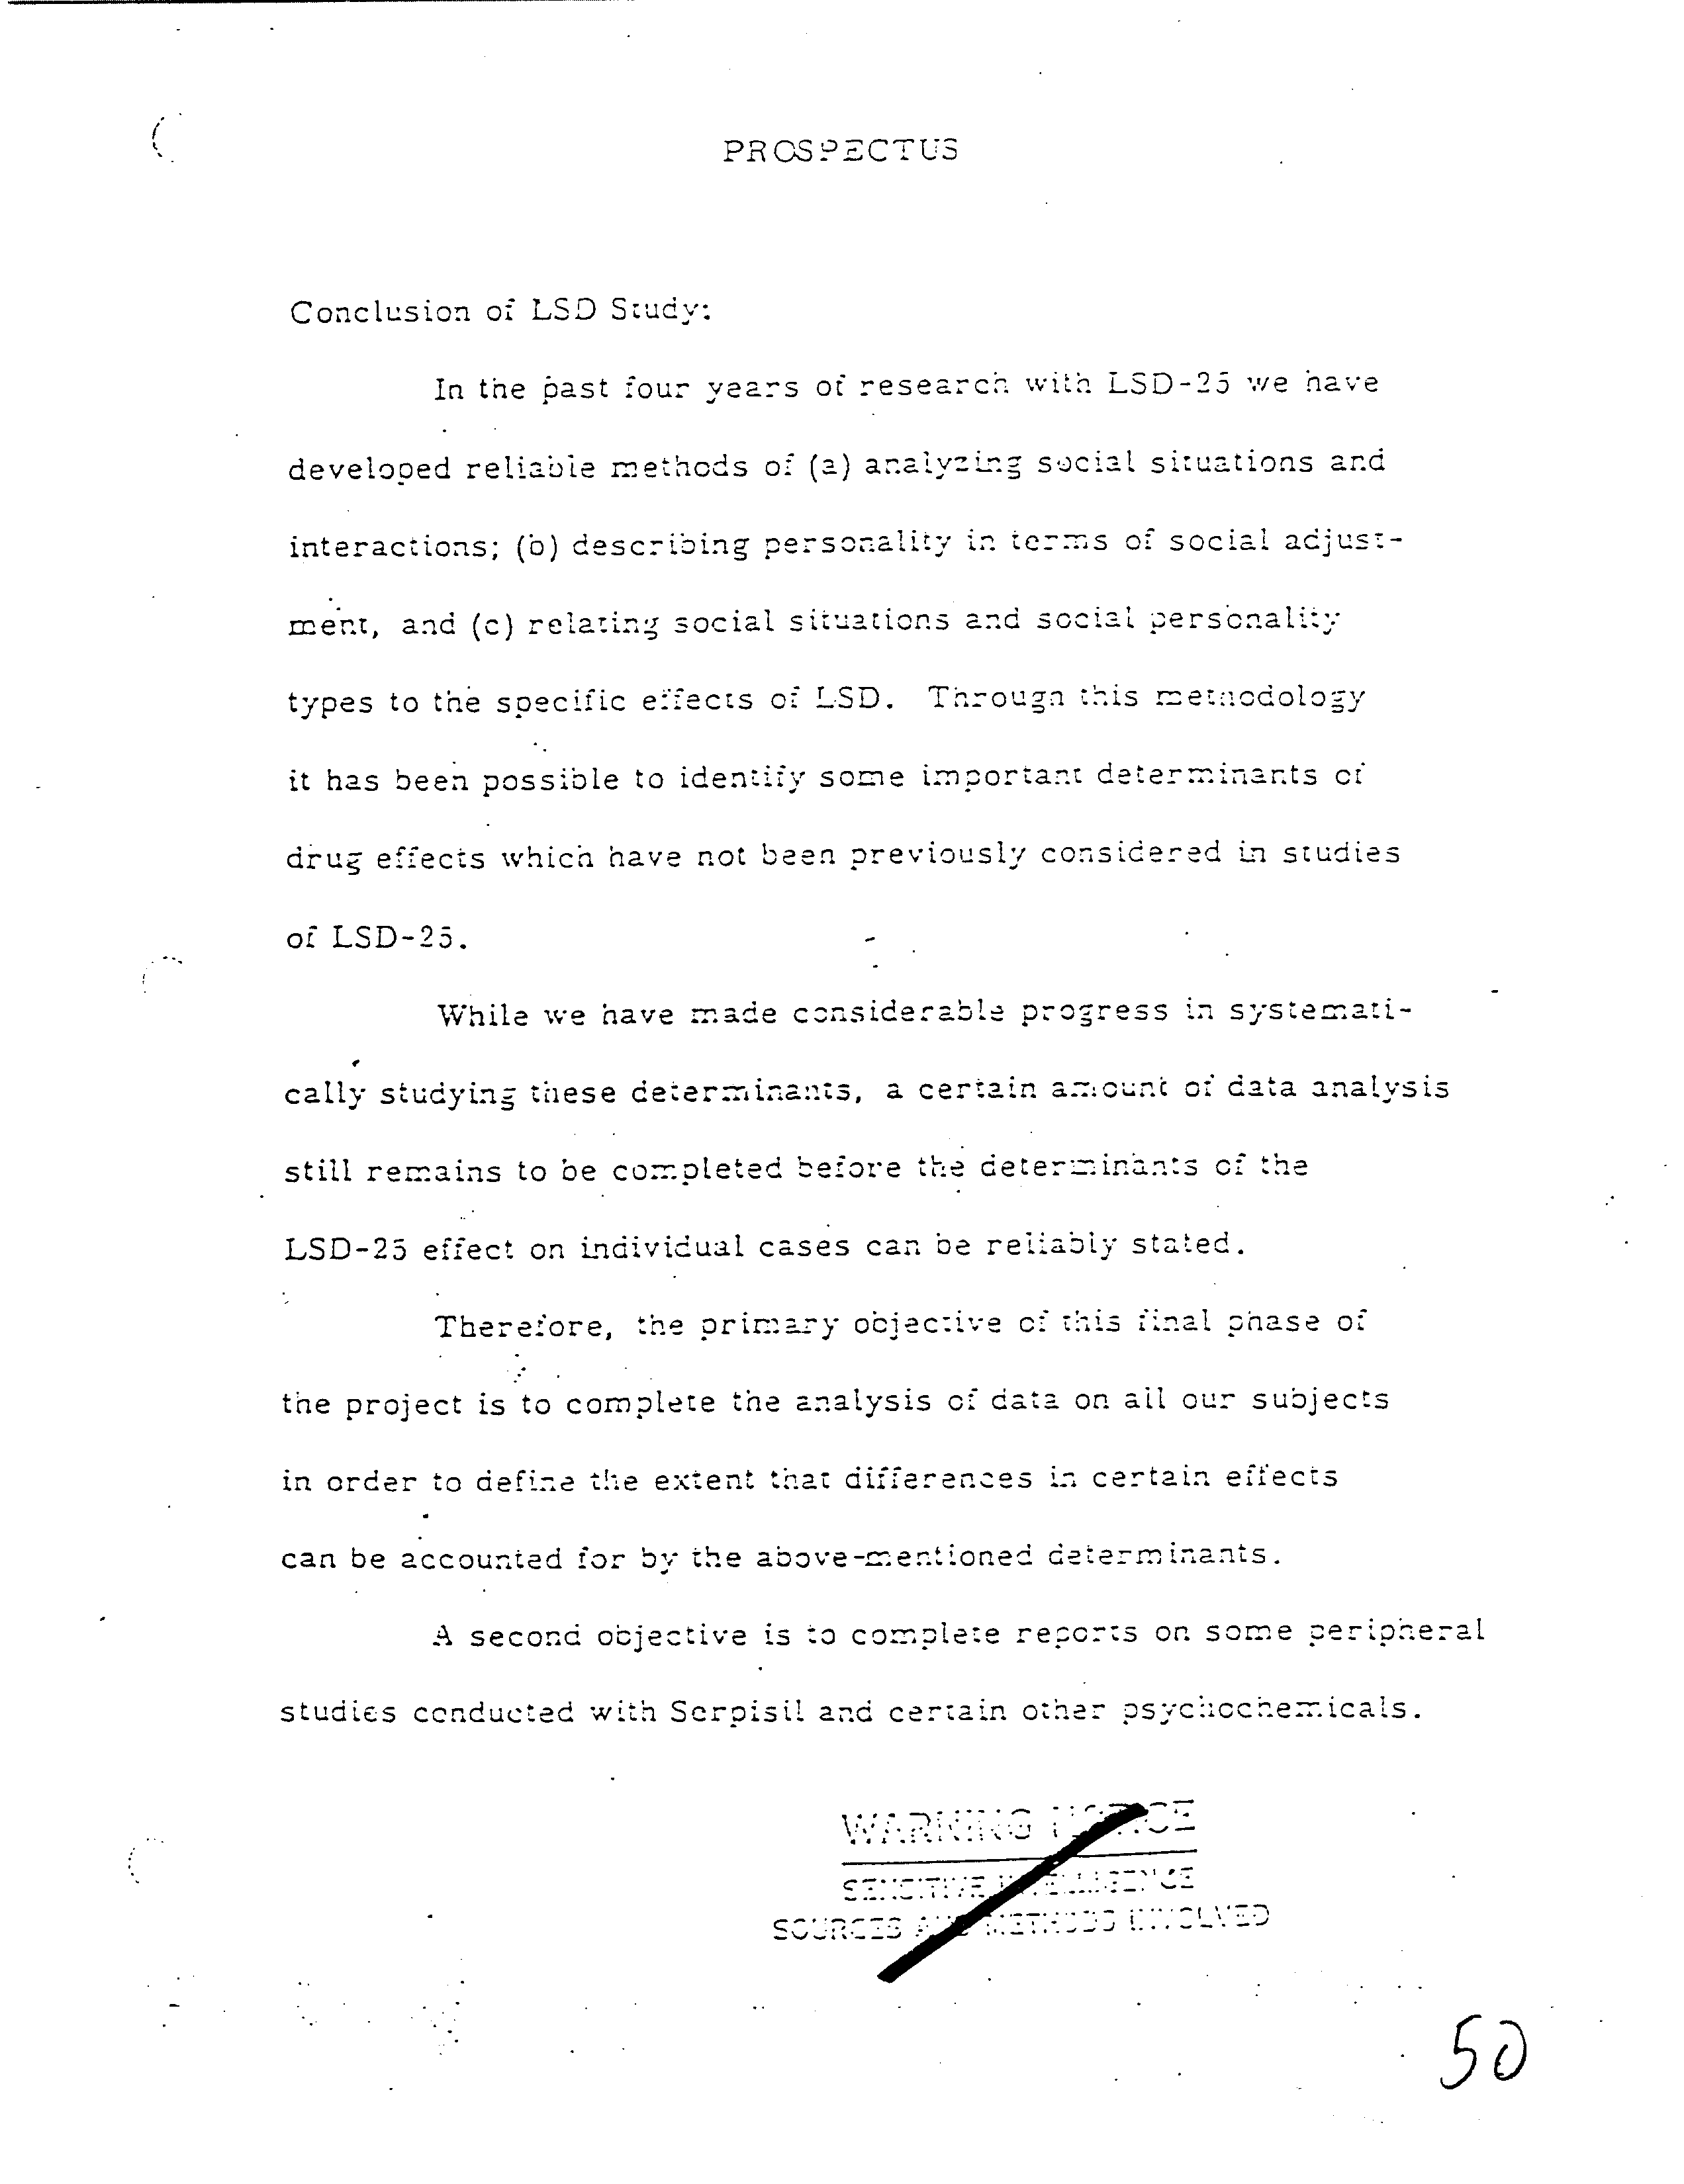 PROSPECTUS
Conclusion of LSD Study:
In the past four years of research with LSD-25 we have
developed reliable methods of (a) analyzing social situations and
interactions; (b) describing personality in terms of social adjust-
ment, and (c) relating social situations and social personality
types to the specific effects of LSD. Through this methodology
it has been possible to identify some important determinants of
drug effects which have not been previously considered in studies
of LSD-25.
While we have made considerable progress in systemati-
cally studying these determinants, a certain amount of data analysis
still remains to be completed before the determinants of the
LSD-25 effect on individual cases can be reliably stated.
Therefore, the primary objective of this final phase of
the project is to complete the analysis of data on all our subjects
in order to define the extent that differences in certain effects
can be accounted for by the above-mentioned determinants.
A second objective is to complete reports on some peripheral
studies conducted with Serpisil and certain other psychochemicals.
WARNING NOTICE
SENSITIVE INTELLIGENCE
SOURCES AND METHODS INVOLVED
50